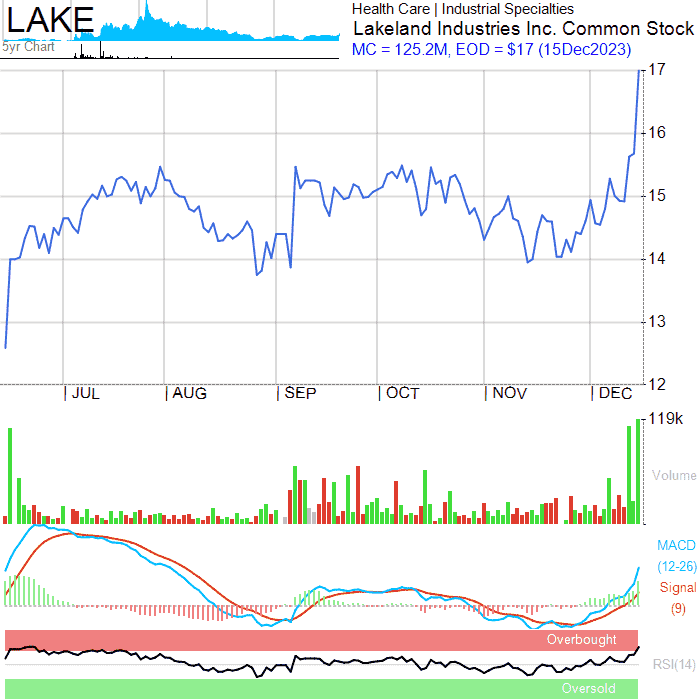 LAKE
5yr Chart
Health Care | Industrial Specialties
Lakeland Industries Inc. Common Stock
MC = 125.2M, EOD = $17 (15Dec2023)
17
16
15
14
13
12
JUL AUG SEP OCT NOV DEC
119k
Volume
MACD
(12-26)
Signal
(9)
Overbought
RSI(14)
Oversold